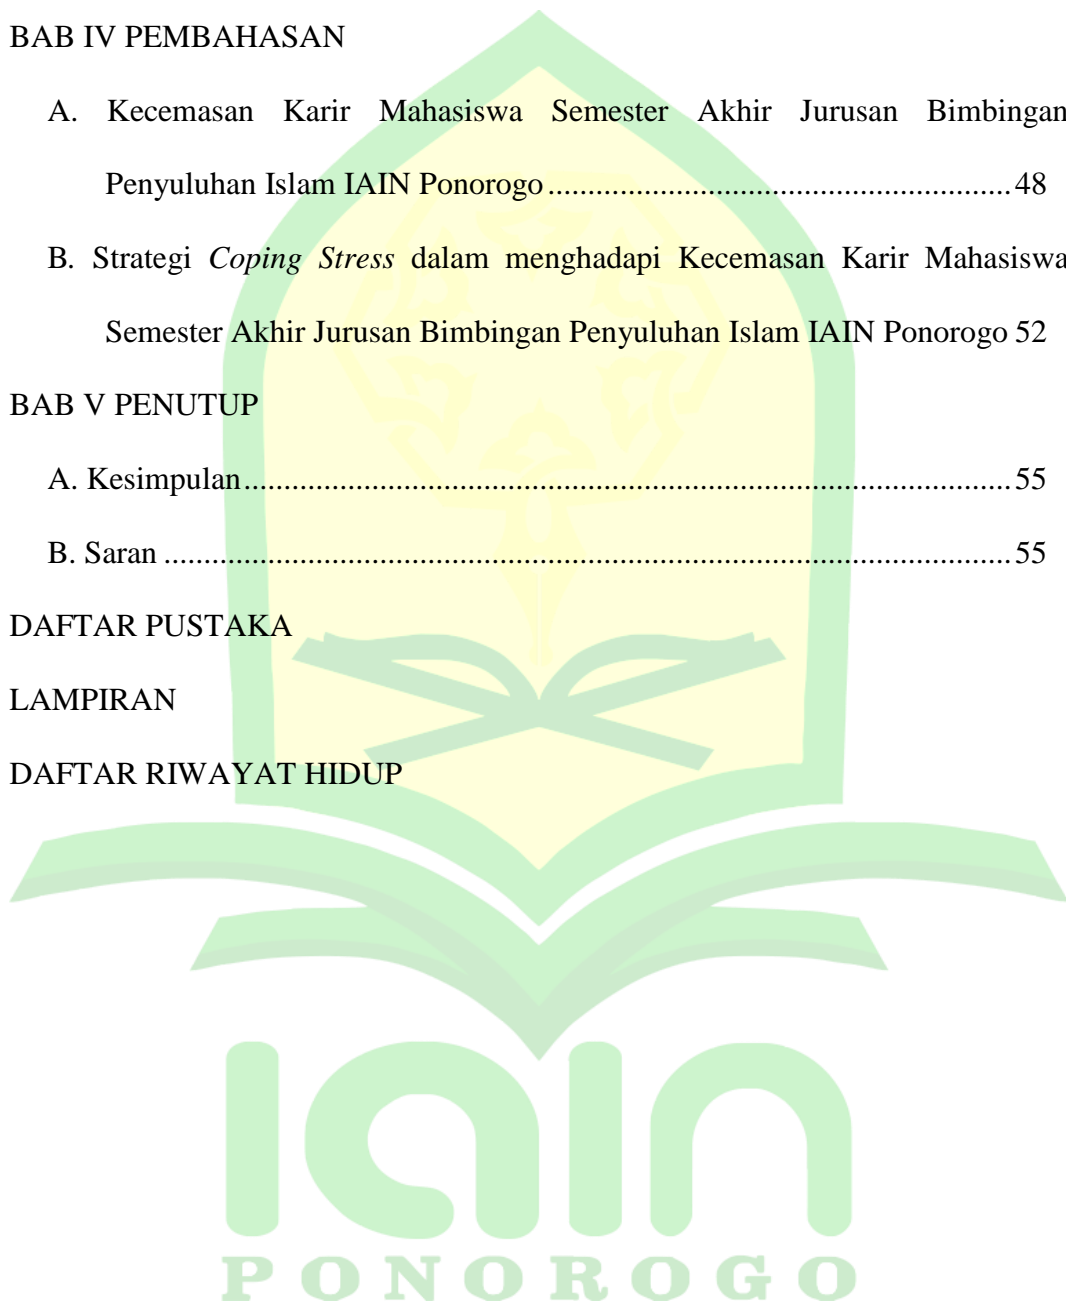 BAB IV PEMBAHASAN
A. Kecemasan Karir Mahasiswa Semester Akhir Jurusan Bimbingan
Penyuluhan Islam IAIN Ponorogo.........................................................48
B. Strategi Coping Stress dalam menghadapi Kecemasan Karir Mahasiswa
Semester Akhir Jurusan Bimbingan Penyuluhan Islam IAIN Ponorogo 52
BAB V PENUTUP
A. Kesimpulan...............................................................................................55
B. Saran .........................................................................................................55
DAFTAR PUSTAKA
LAMPIRAN
DAFTAR RIWAYAT HIDUP
iain
PONOROGO